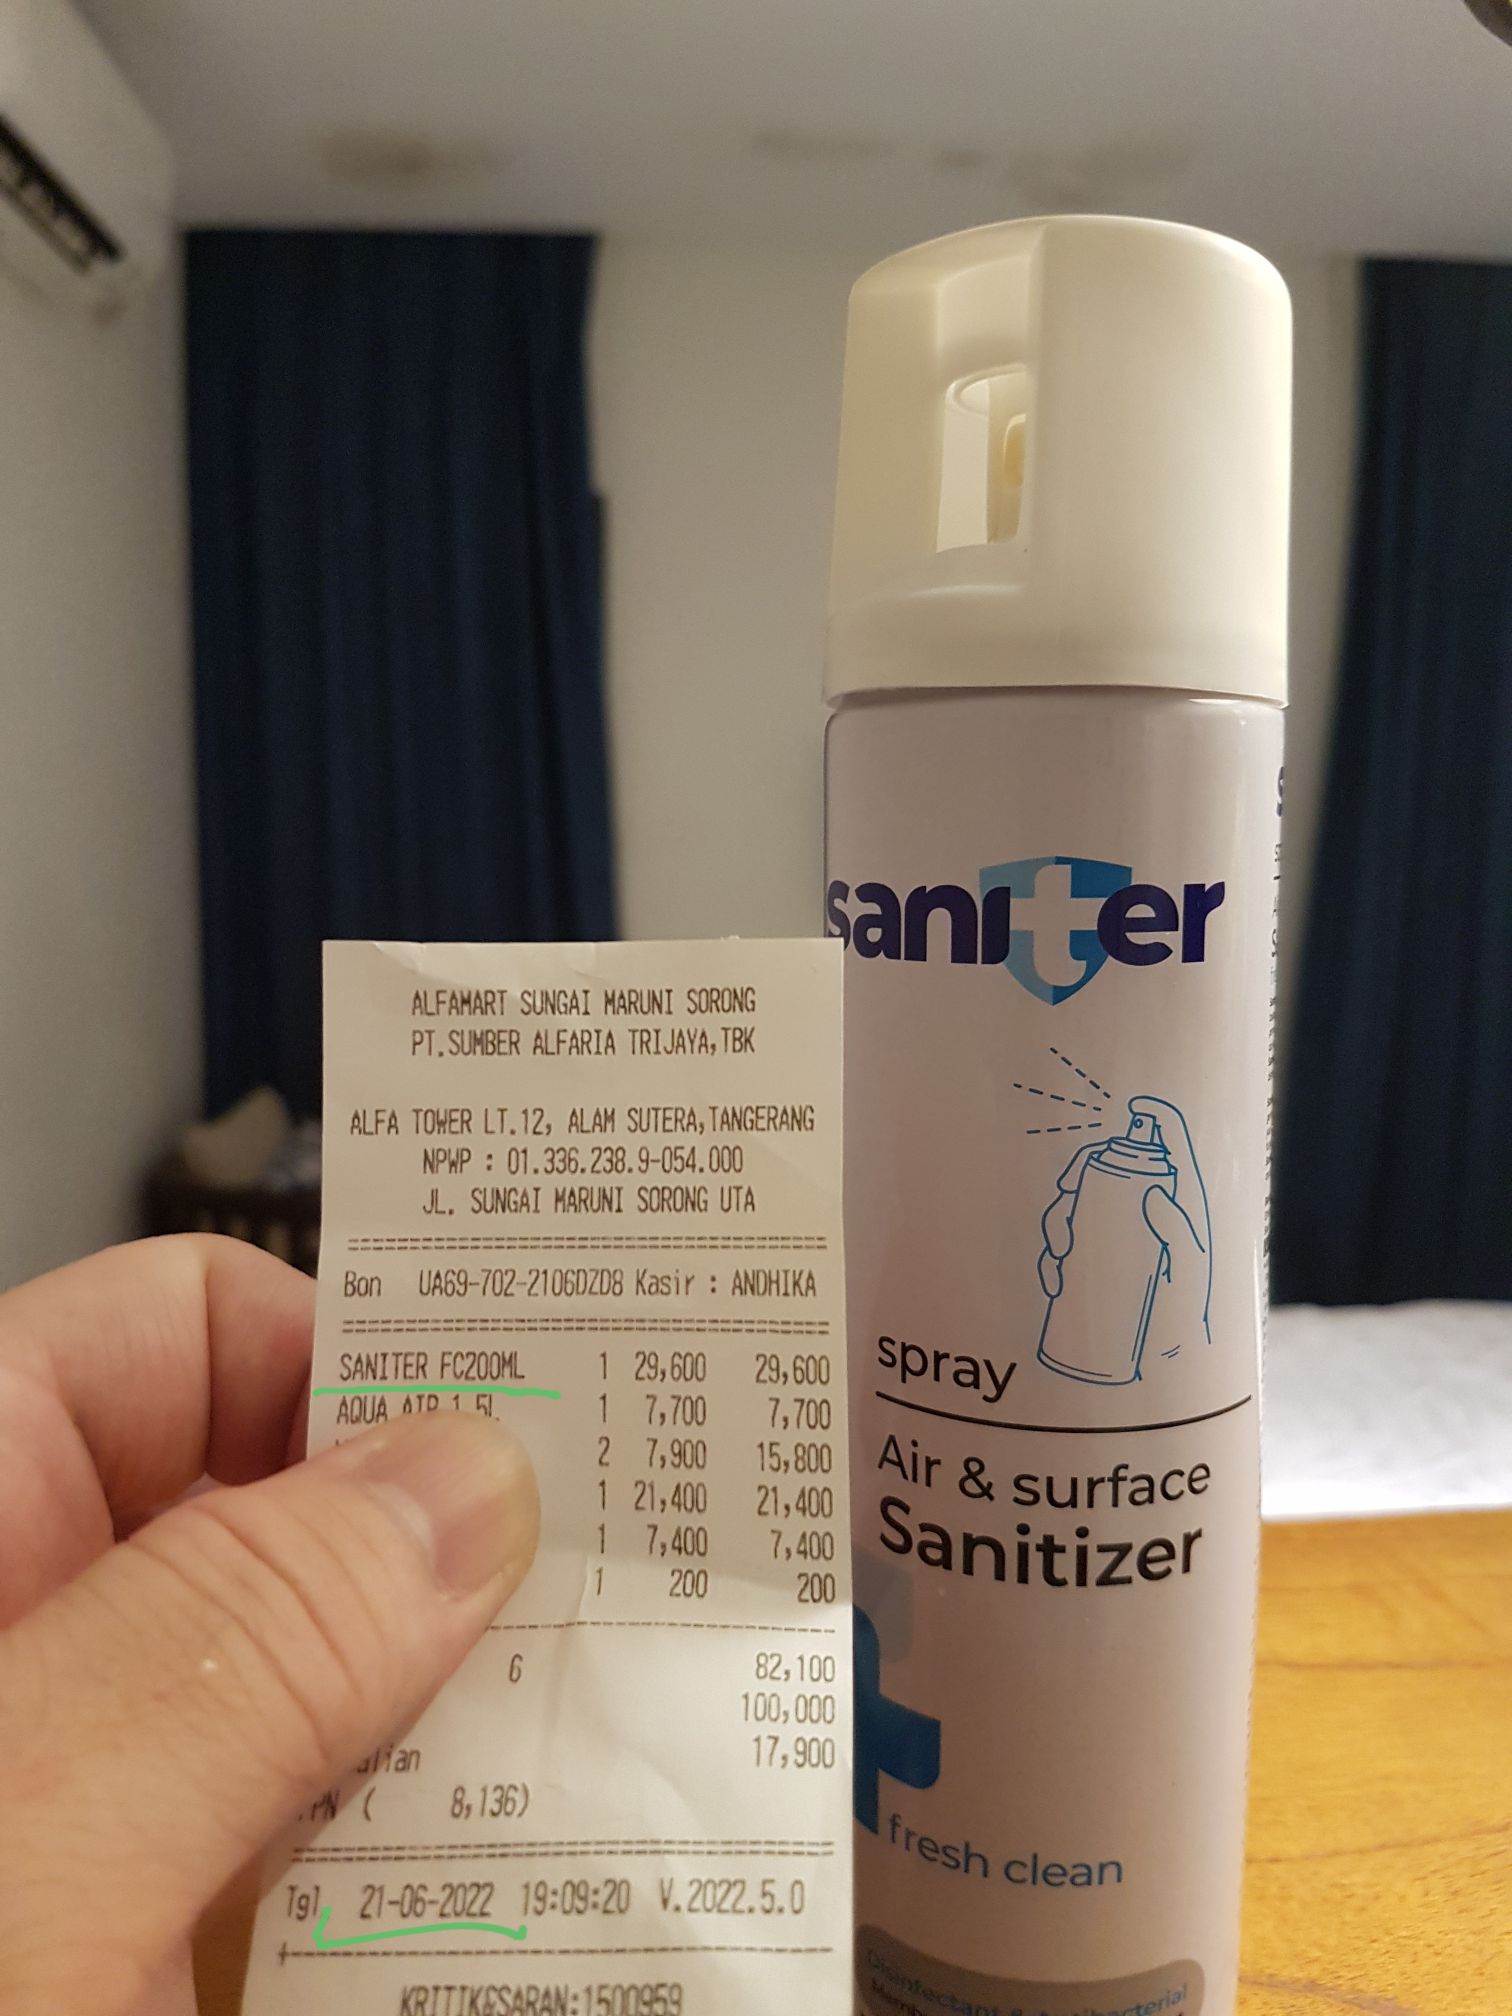 ALFAMART SUNGAI MARUNI SORONG
PT.SUMBER ALFARIA TRIJAYA,TBK
ALFA TOWER LT.12, ALAM SUTERA,TANGERANG
NPWP : 01.336.238.9-054.000
JL. SUNGAI MARUNI SORONG UTA
Bon UA69-702-2106DZD8 Kasir : ANDHIKA
SANITER FC200ML 1 29,600 29,600
AQUA AIR 1.5L 1 7,700 7,700
2 7,900 15,800
1 21,400 21,400
1 7,400 7,400
1 200 200
6 82,100
100,000
17,900
( 8,136)
Tgl. 21-06-2022 19:09:20 V.2022.5.0
KRITIK&SARAN:1500959
saniter
spray
Air & surface
Sanitizer
fresh clean
Disinfectant & Antibacterial